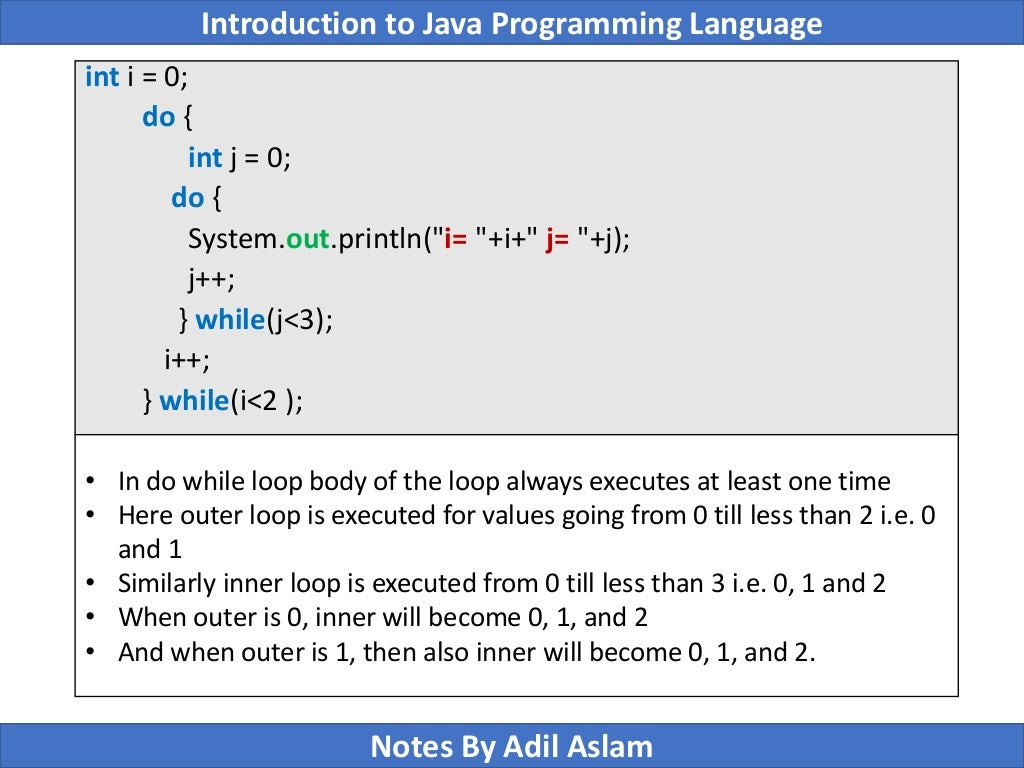 Introduction to Java Programming Language
int i = 0;
do {
int j = 0;
do {
System.out.println("i= "+i+" j= "+j);
j++;
} while(j<3);
i++;
} while(i<2 );
• In do while loop body of the loop always executes at least one time
• Here outer loop is executed for values going from 0 till less than 2 i.e. 0
and 1
• Similarly inner loop is executed from 0 till less than 3 i.e. 0, 1 and 2
• When outer is 0, inner will become 0, 1, and 2
• And when outer is 1, then also inner will become 0, 1, and 2.
Notes By Adil Aslam